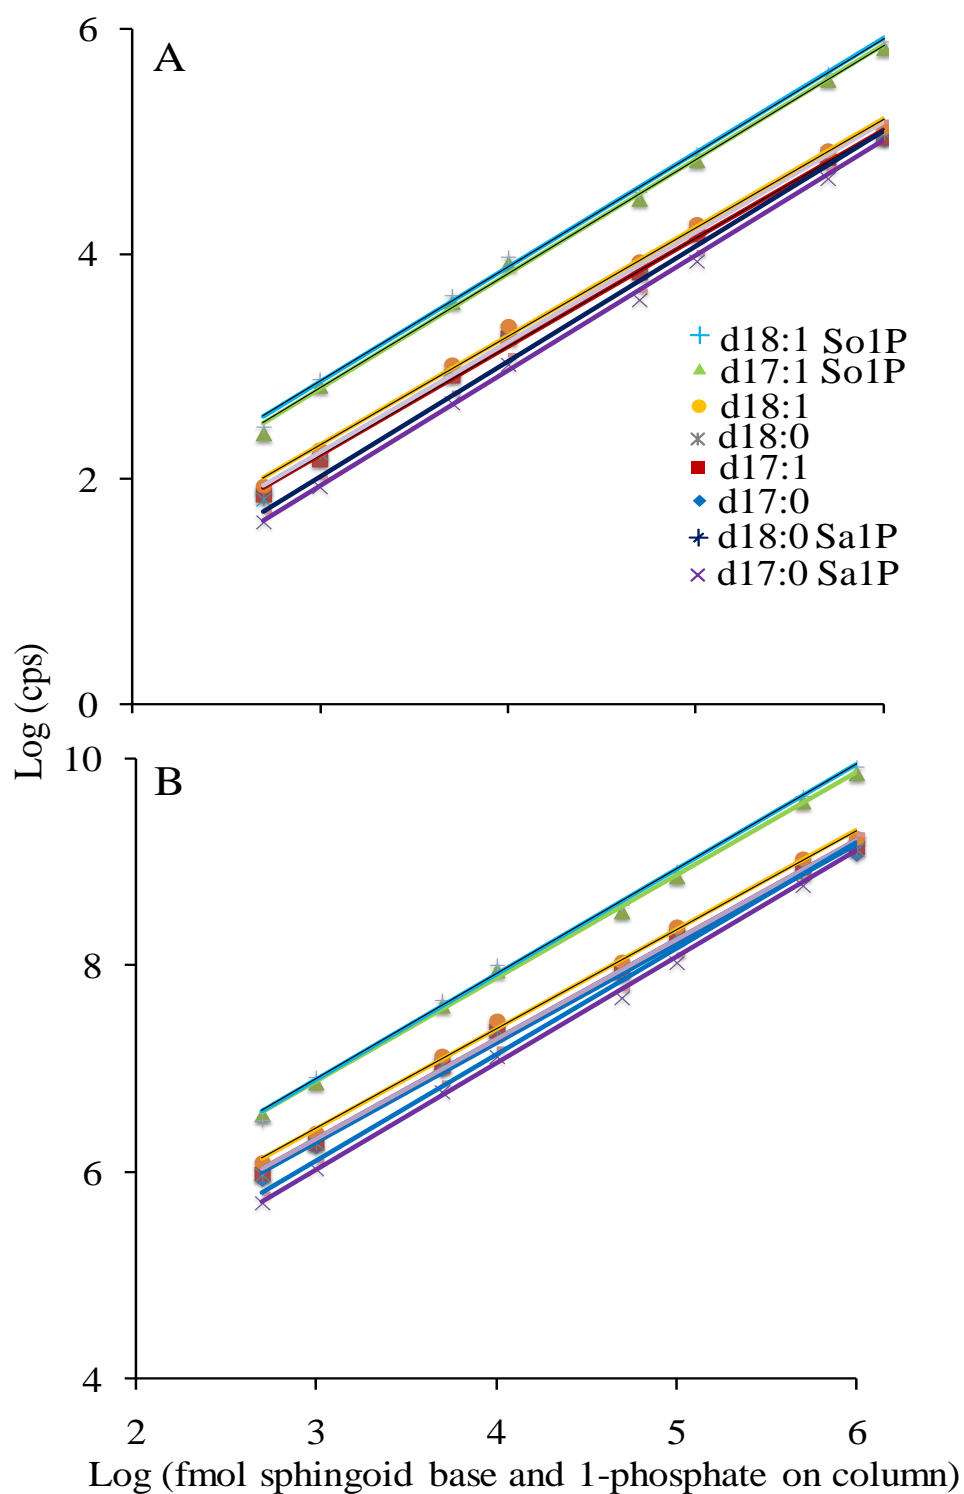 6
A
4
d18:1 So1P
d17:1 So1P
d18:1
d18:0
d17:1
2
d17:0
d18:0 Sa1P
d17:0 Sa1P
Log (cps)
0
10
B
8
6
4
2 3 4 5 6
Log (fmol sphingoid base and 1-phosphate on column)